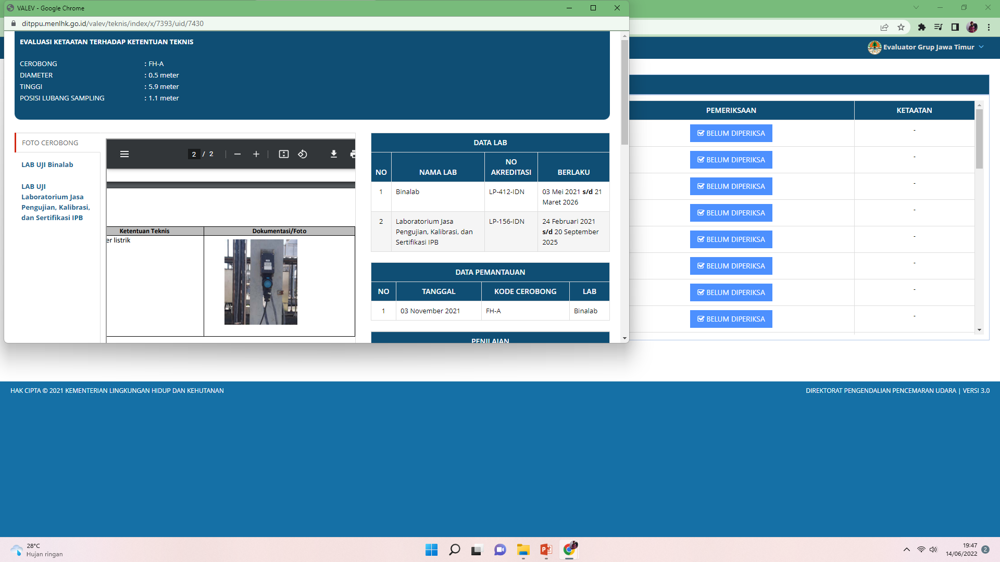 VALEV - Google Chrome
ditppu.menlhk.go.id/valev/teknis/index/x/7393/uid/7430
EVALUASI KETAATAN TERHADAP KETENTUAN TEKNIS
CEROBONG : FH-A
DIAMETER : 0.5 meter
TINGGI : 5.9 meter
POSISI LUBANG SAMPLING : 1.1 meter
FOTO CEROBONG
LAB UJI Binalab
LAB UJI
Laboratorium Jasa
Pengujian, Kalibrasi,
dan Sertifikasi IPB
2 / 2
Ketentuan Teknis Dokumentasi/Foto
er listrik
DATA LAB
NO NAMA LAB NO AKREDITASI BERLAKU
1 Binalab LP-412-IDN 03 Mei 2021 s/d 21
Maret 2026
2 Laboratorium Jasa LP-156-IDN 24 Februari 2021
Pengujian, Kalibrasi, dan s/d 20 September
Sertifikasi IPB 2025
DATA PEMANTAUAN
NO TANGGAL KODE CEROBONG LAB
1 03 November 2021 FH-A Binalab
PENILAIAN
Evaluator Grup Jawa Timur
PEMERIKSAAN KETAATAN
BELUM DIPERIKSA -
BELUM DIPERIKSA -
BELUM DIPERIKSA -
BELUM DIPERIKSA -
BELUM DIPERIKSA -
BELUM DIPERIKSA -
BELUM DIPERIKSA -
BELUM DIPERIKSA -
HAK CIPTA © 2021 KEMENTERIAN LINGKUNGAN HIDUP DAN KEHUTANAN
DIREKTORAT PENGENDALIAN PENCEMARAN UDARA | VERSI 3.0
28°C
Hujan ringan
19:47
14/06/2022
2